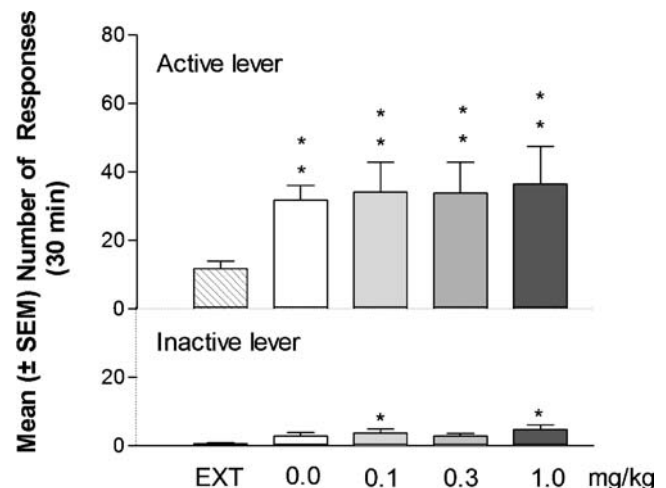 Mean (± SEM) Number of Responses
(30 min)
80
Active lever
60
40
20
0
* * * *
* * * *
Inactive lever
20
0
* *
EXT 0.0 0.1 0.3 1.0 mg/kg